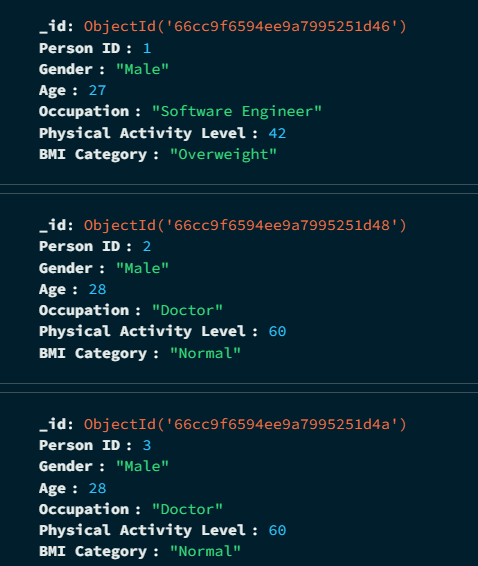 _id: ObjectId('66cc9f6594ee9a7995251d46')
Person ID : 1
Gender : "Male"
Age : 27
Occupation : "Software Engineer"
Physical Activity Level : 42
BMI Category : "Overweight"
_id: ObjectId('66cc9f6594ee9a7995251d48')
Person ID : 2
Gender : "Male"
Age : 28
Occupation : "Doctor"
Physical Activity Level : 60
BMI Category : "Normal"
_id: ObjectId('66cc9f6594ee9a7995251d4a')
Person ID : 3
Gender : "Male"
Age : 28
Occupation : "Doctor"
Physical Activity Level : 60
BMI Category : "Normal"